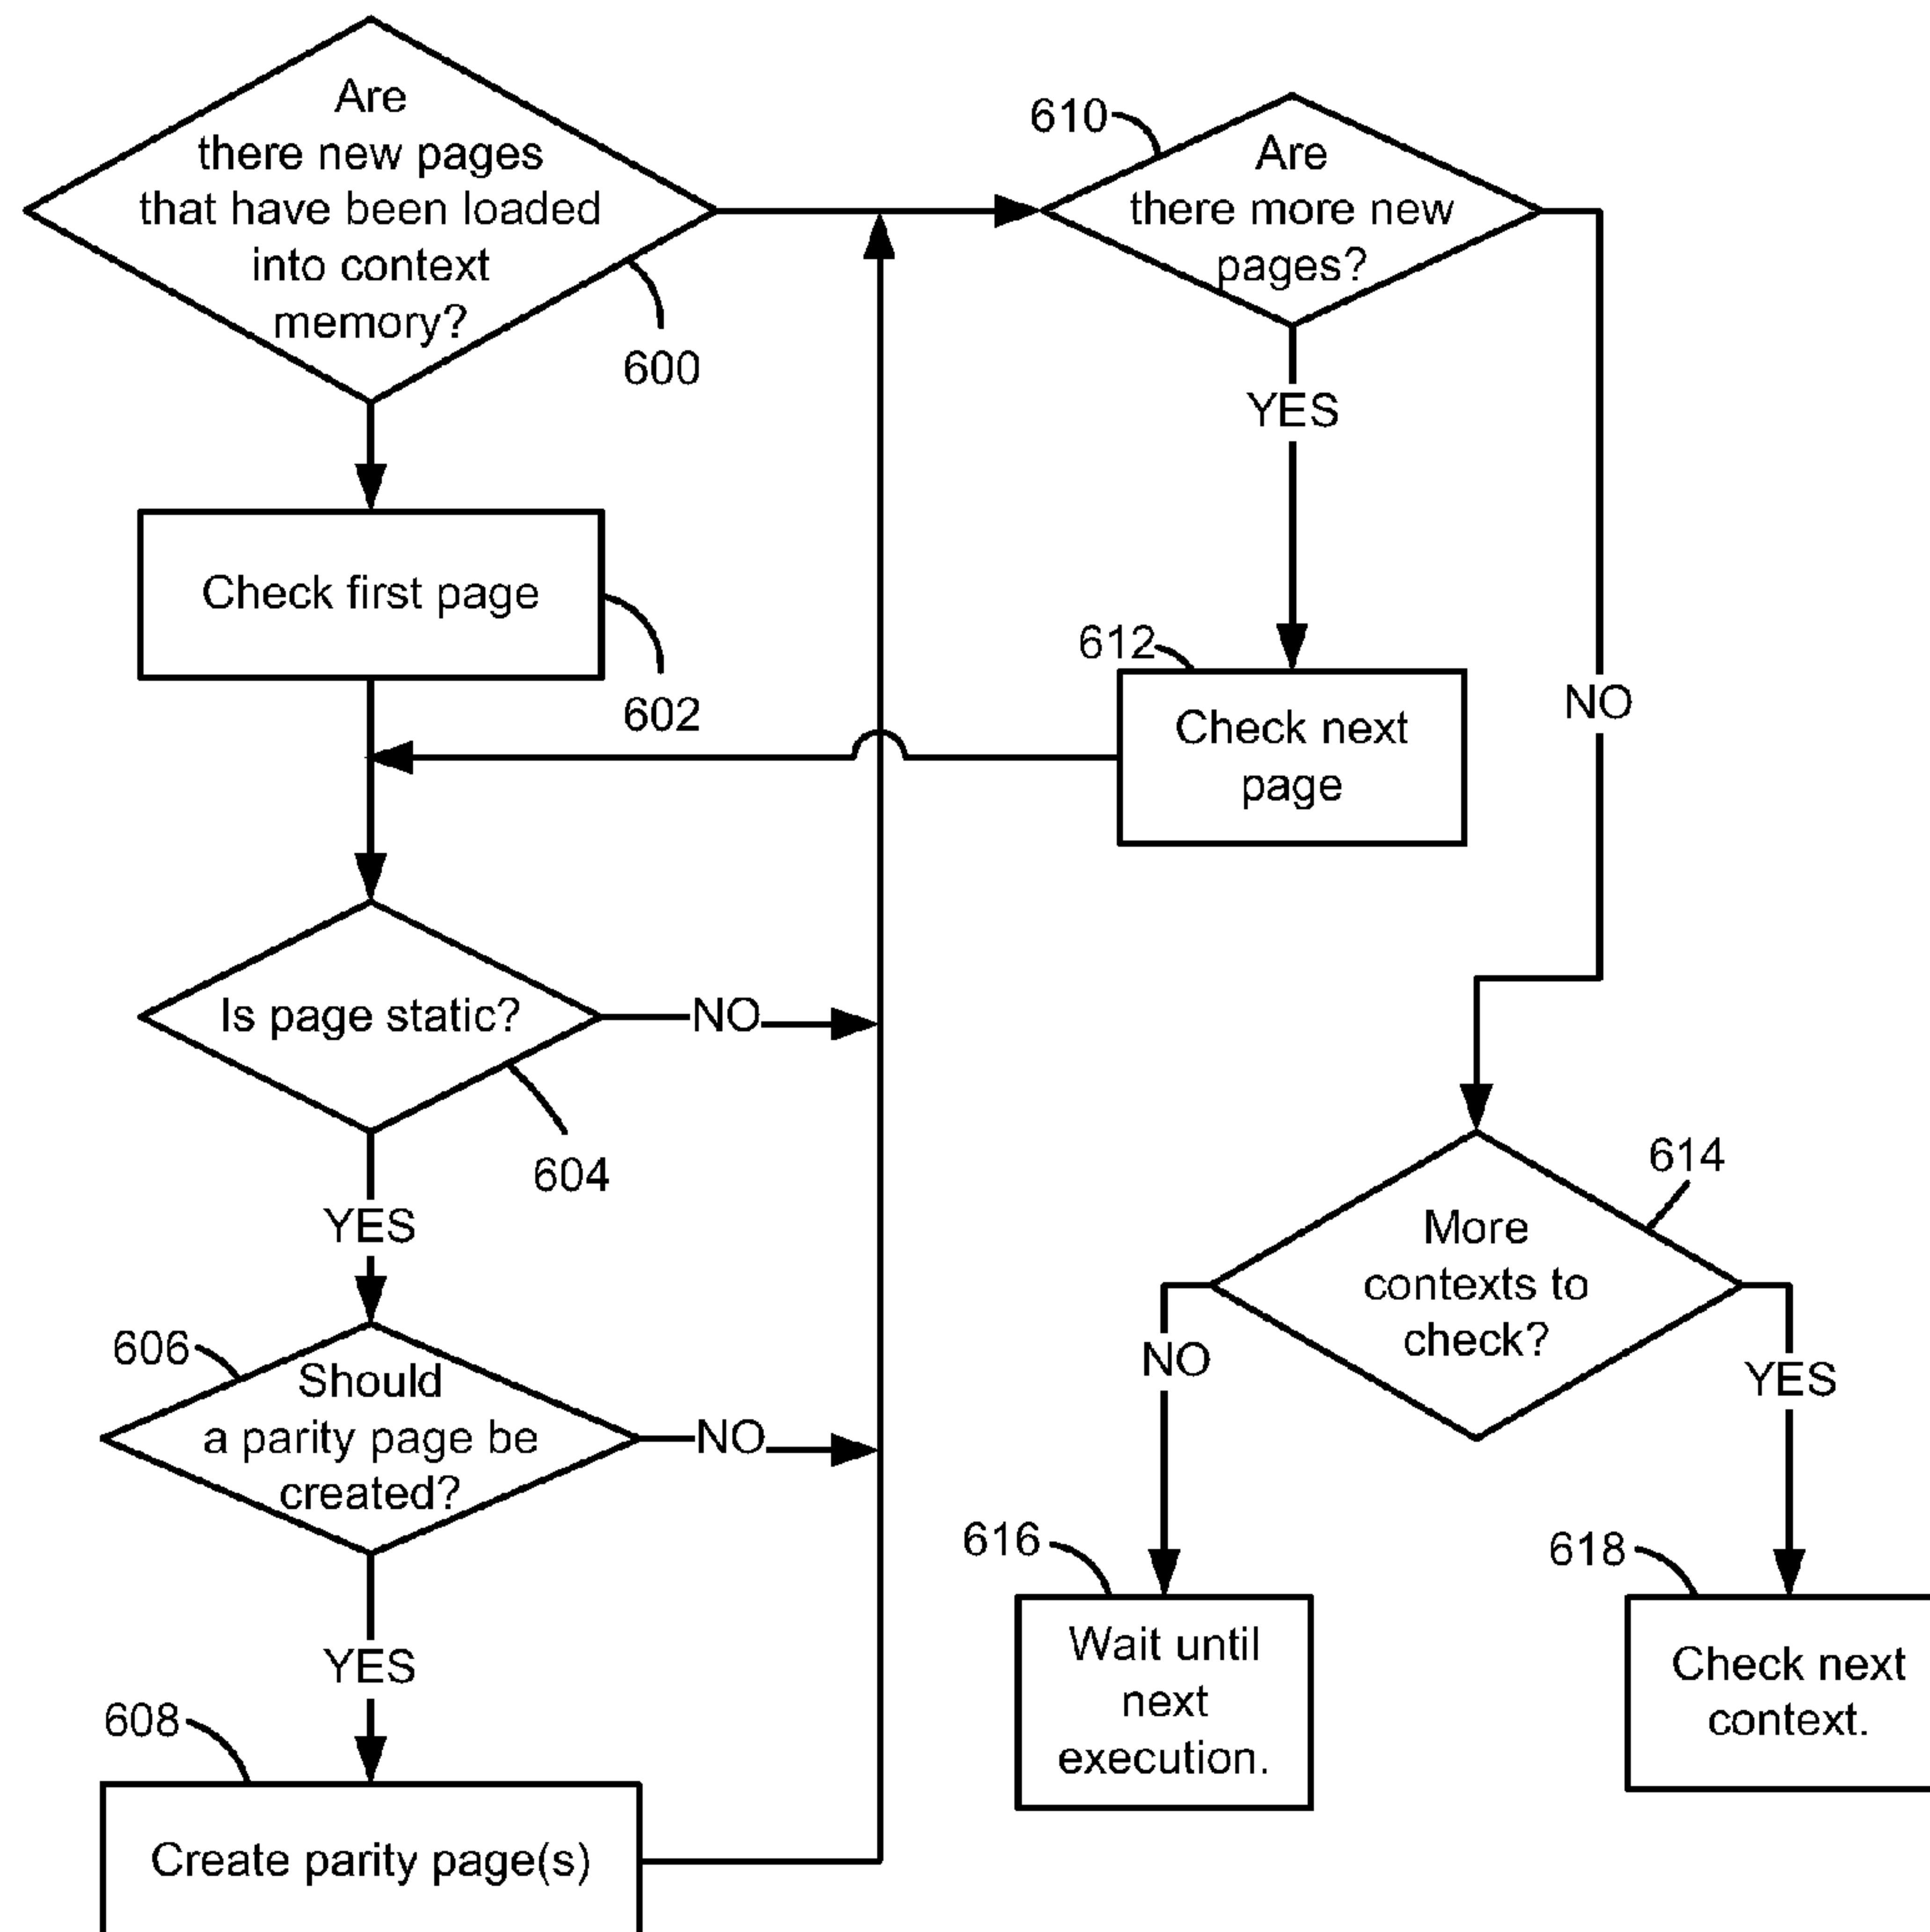 Are
there new pages
that have been loaded
into context
memory?
600
Check first page
602
Is page static?
NO
604
YES
606
Should
a parity page be
created?
NO
YES
608
Create parity page(s)
610
Are
there more new
pages?
YES
NO
612
Check next
page
614
More
contexts to
check?
NO
YES
616
Wait until
next
execution.
618
Check next
context.